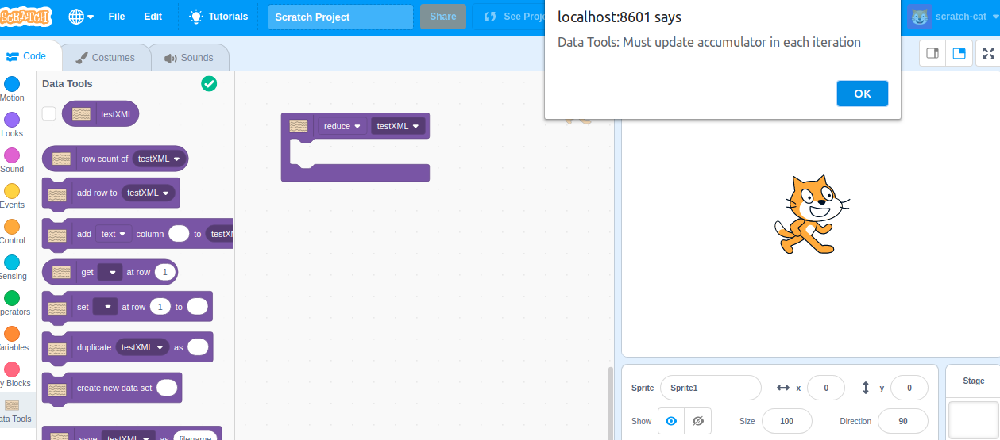 SCRATCH File Edit Tutorials Scratch Project Share See Proje scratch-cat
localhost:8601 says
Data Tools: Must update accumulator in each iteration
OK
Code Costumes Sounds
Motion
Looks
Sound
Events
Control
Sensing
perators
ariables
y Blocks
ata Tools
Data Tools
testXML
row count of testXML
add row to testXML
add text column to testXM
get at row 1
set at row 1 to
duplicate testXML as
create new data set
save testXML as filename
reduce testXML
Sprite Sprite1 x 0 y 0
Show Size 100 Direction 90
Stage